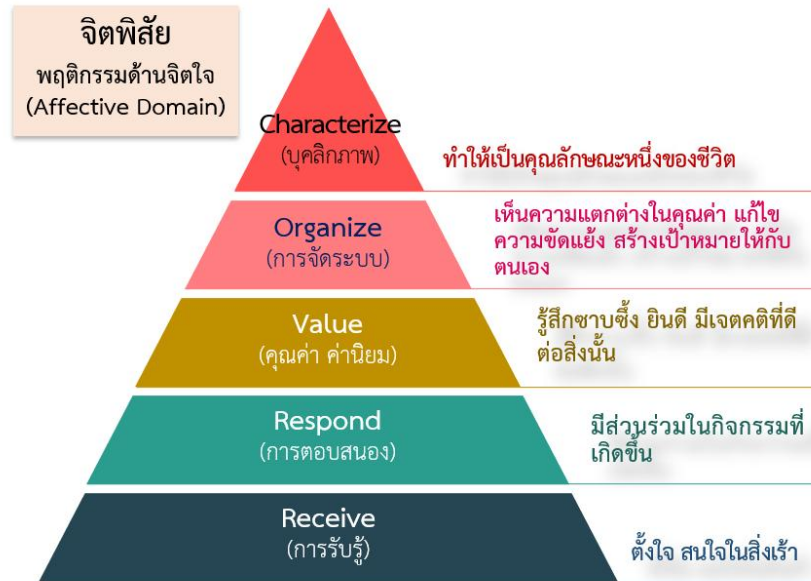 จิตพิสัย
พฤติกรรมด้านจิตใจ
(Affective Domain)
Characterize
(บุคลิกภาพ)
ทำให้เป็นคุณลักษณะหนึ่งของชีวิต
Organize
(การจัดระบบ)
เห็นความแตกต่างในคุณค่า แก้ไข
ความขัดแย้ง สร้างเป้าหมายให้กับ
ตนเอง
Value
(คุณค่า ค่านิยม)
รู้สึกซาบซึ้ง ยินดี มีเจตคติที่ดี
ต่อสิ่งนั้น
Respond
(การตอบสนอง)
มีส่วนร่วมในกิจกรรมที่
เกิดขึ้น
Receive
(การรับรู้)
ตั้งใจ สนใจในสิ่งเร้า